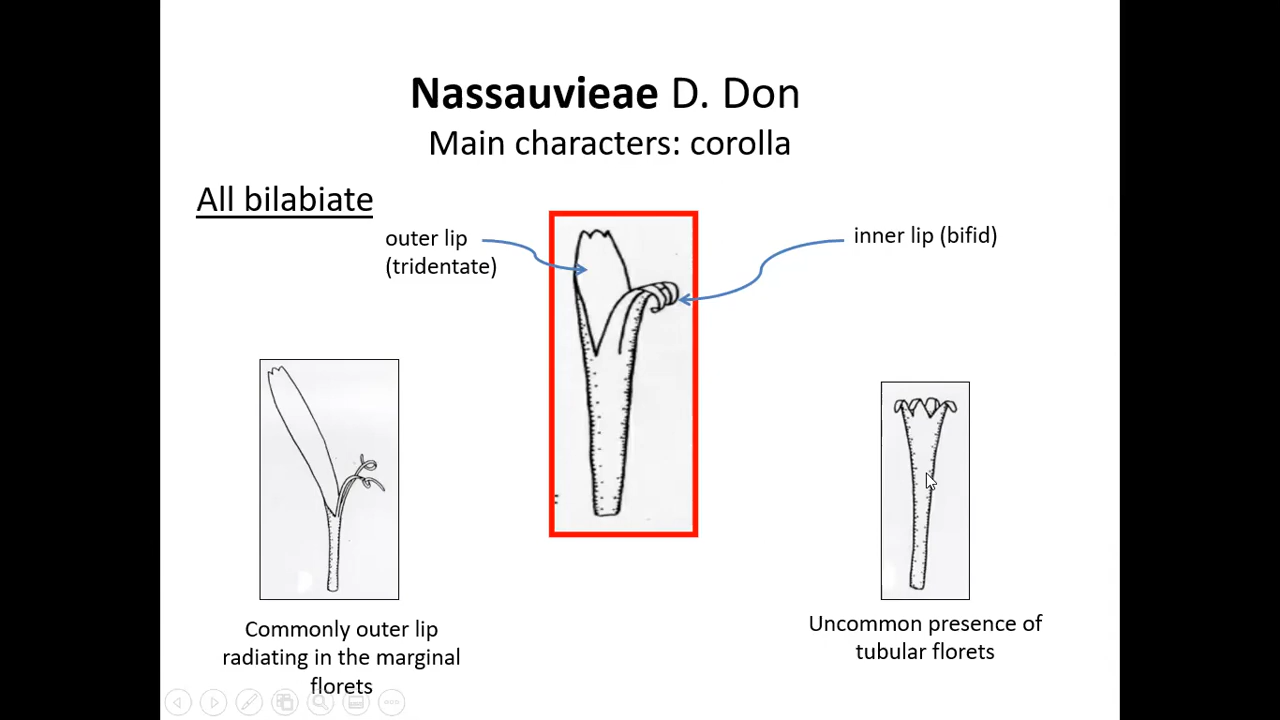 Nassauvieae D. Don
Main characters: corolla
All bilabiate
outer lip
(tridentate)
inner lip (bifid)
Commonly outer lip
radiating in the marginal
florets
Uncommon presence of
tubular florets